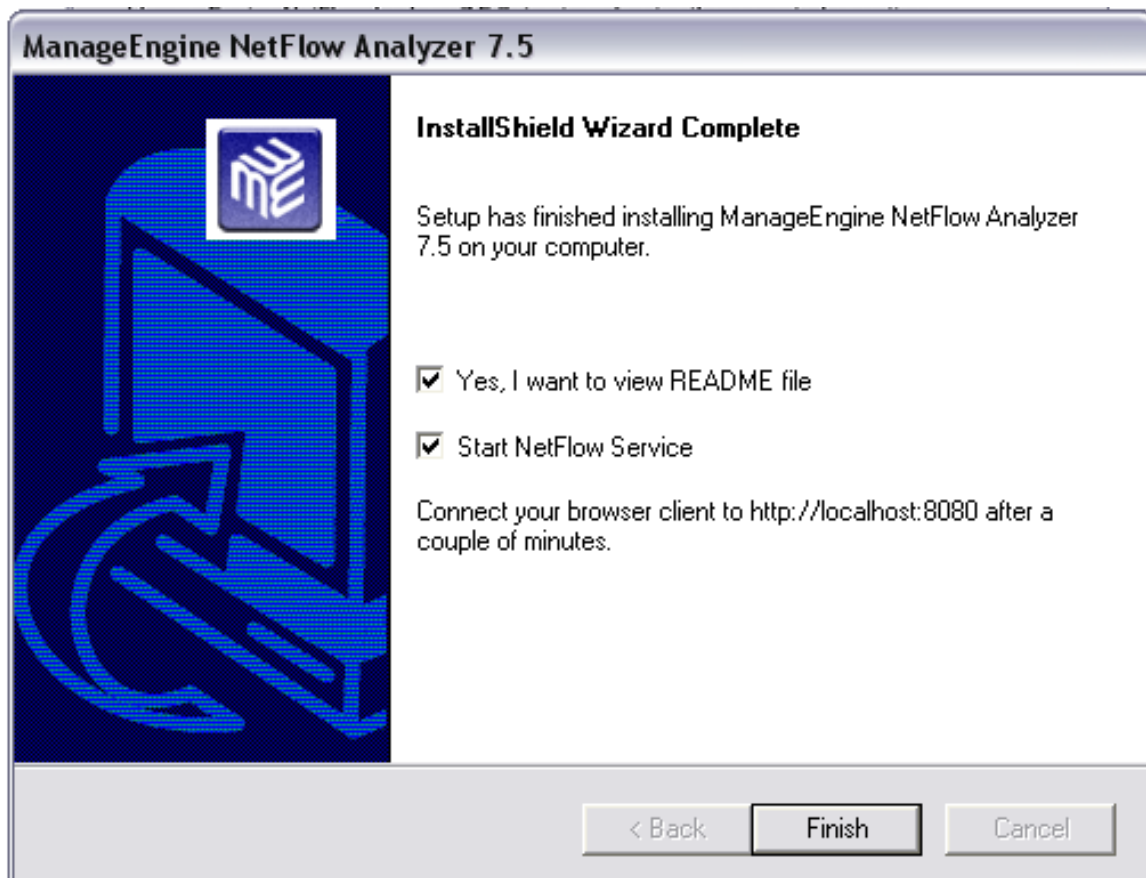 ManageEngine NetFlow Analyzer 7.5
InstallShield Wizard Complete
Setup has finished installing ManageEngine NetFlow Analyzer
7.5 on your computer.
Yes, I want to view README file
Start NetFlow Service
Connect your browser client to http://localhost:8080 after a
couple of minutes.
< Back
Finish
Cancel